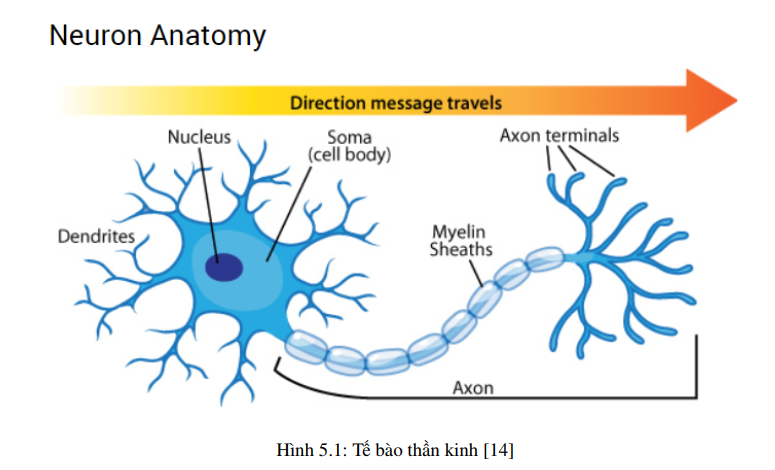 Neuron Anatomy
Direction message travels
Nucleus
Soma
(cell body)
Axon terminals
Dendrites
Myelin
Sheaths
Axon
Hình 5.1: Tế bào thần kinh [14]